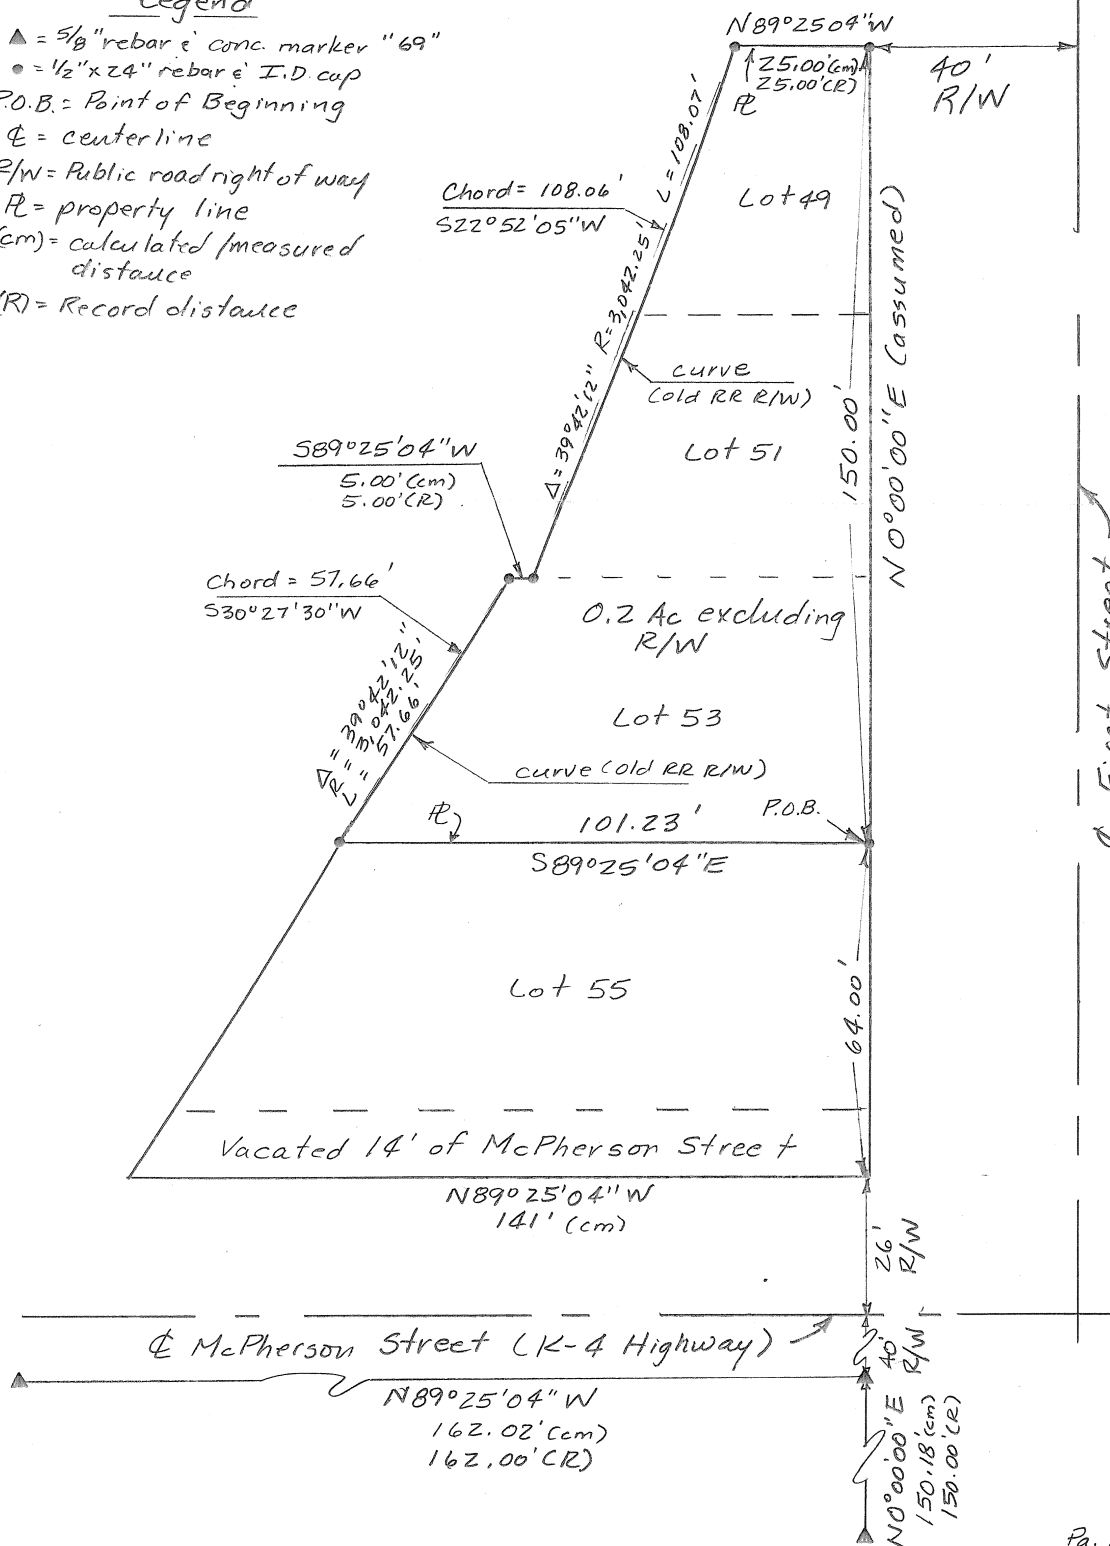 Legend
▲ = 5/8" rebar c̄ conc. marker "69"
● = 1/2" x 24" rebar c̄ I.D. cap
P.O.B. = Point of Beginning
℄ = centerline
R/W = Public road right of way
PL = property line
(cm) = calculated/measured
distance
(R) = Record distance
N89°25'04"W
25.00'(cm)
25.00'(R)
PL
40'
R/W
L = 108.07'
Chord = 108.06'
S22°52'05"W
Lot 49
R = 3,042.25'
Δ = 39°42'12"
curve
(old RR R/W)
N0°00'00"E (assumed)
150.00'
Lot 51
S89°25'04"W
5.00'(cm)
5.00'(R)
Chord = 57.66'
S30°27'30"W
0.2 Ac excluding
R/W
Δ = 39°42'12"
R = 3,042.25'
L = 57.66'
Lot 53
curve (old RR R/W)
PL
101.23'
P.O.B.
S89°25'04"E
℄ First Street
Lot 55
64.00'
Vacated 14' of McPherson Street
N89°25'04"W
141' (cm)
26'
R/W
℄ McPherson Street (K-4 Highway)
40'
R/W
N89°25'04"W
162.02'(cm)
162.00'(R)
N0°00'00"E
150.18'(cm)
150.00'(R)
Pa.